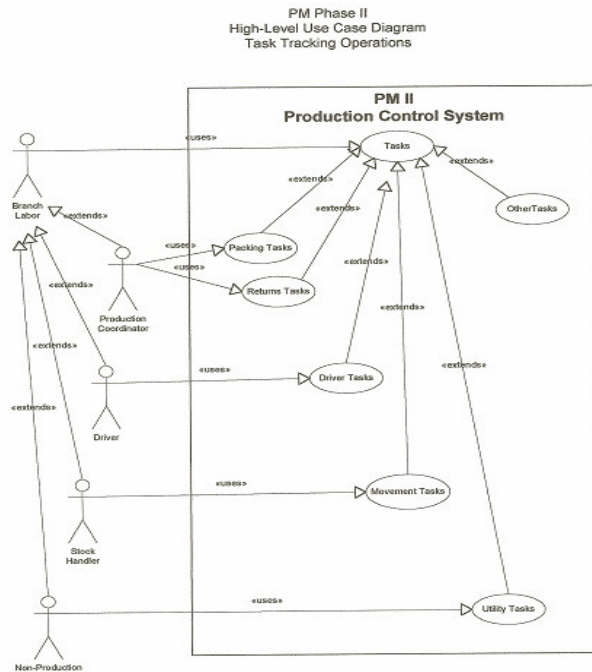 PM Phase II
High-Level Use Case Diagram
Task Tracking Operations
PM II
Production Control System
«uses»
Tasks
Branch
Labor
«extends»
«extends»
«extends»
OtherTasks
«uses»
Packing Tasks
«uses»
Returns Tasks
Production
Coordinator
«extends»
«extends»
«extends»
«extends»
«uses»
Driver Tasks
«extends»
«extends»
Driver
«uses»
Movement Tasks
Stock
Handler
«uses»
Utility Tasks
Non-Production